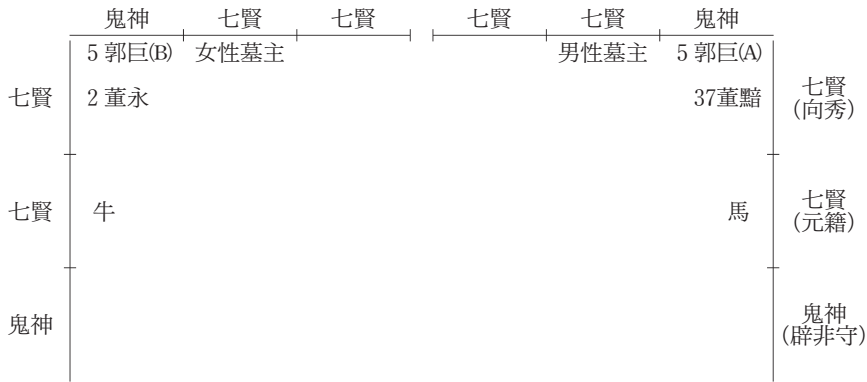 鬼神 七賢 七賢 七賢 七賢 鬼神
5 郭巨(B) 女性墓主 男性墓主 5 郭巨(A)
七賢 2 董永 37董黯 七賢
(向秀)
七賢 牛 馬 七賢
(元籍)
鬼神 鬼神
(辟非守)